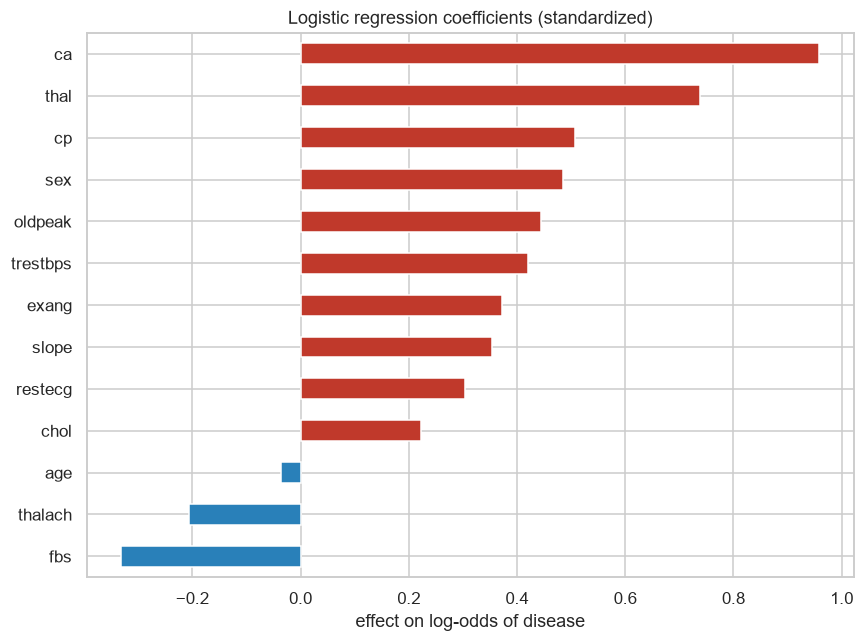 Logistic regression coefficients (standardized)
ca
thal
cp
sex
oldpeak
trestbps
exang
slope
restecg
chol
age
thalach
fbs
−0.2 0.0 0.2 0.4 0.6 0.8 1.0
effect on log-odds of disease